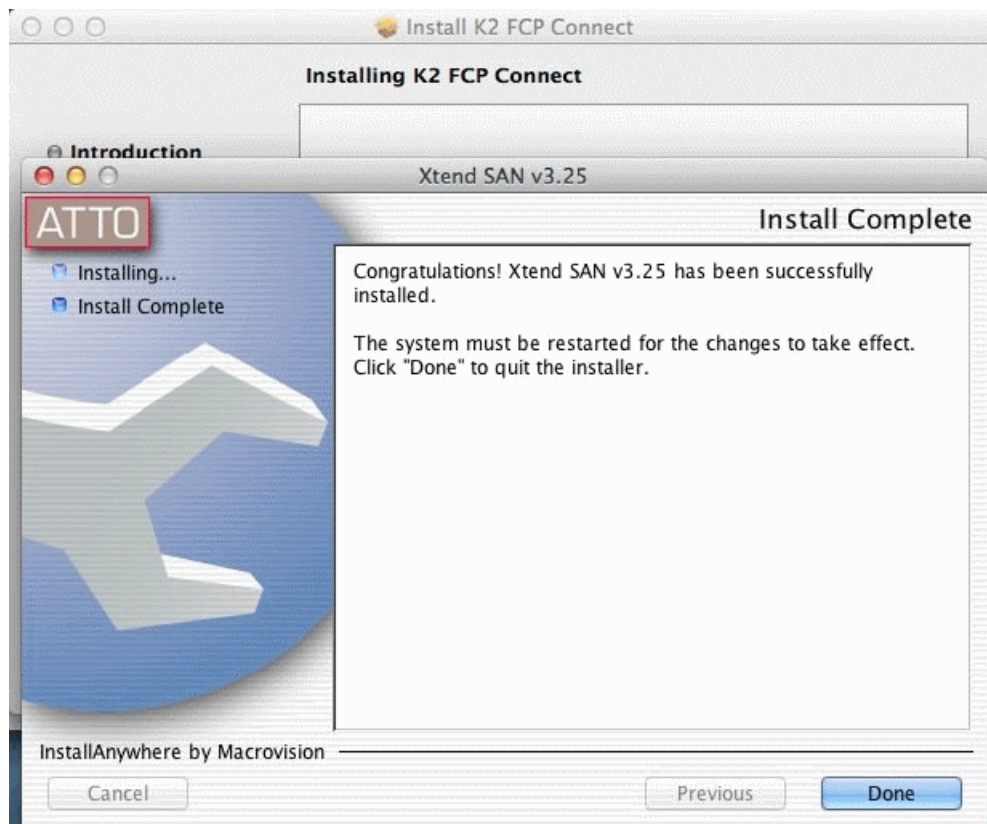 Install K2 FCP Connect
Installing K2 FCP Connect
Introduction
Xtend SAN v3.25
ATTO
Install Complete
Installing...
Install Complete
Congratulations! Xtend SAN v3.25 has been successfully
installed.
The system must be restarted for the changes to take effect.
Click "Done" to quit the installer.
InstallAnywhere by Macrovision
Cancel
Previous
Done